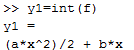 >> y1=int(f)
y1 =
(a*x^2)/2 + b*x